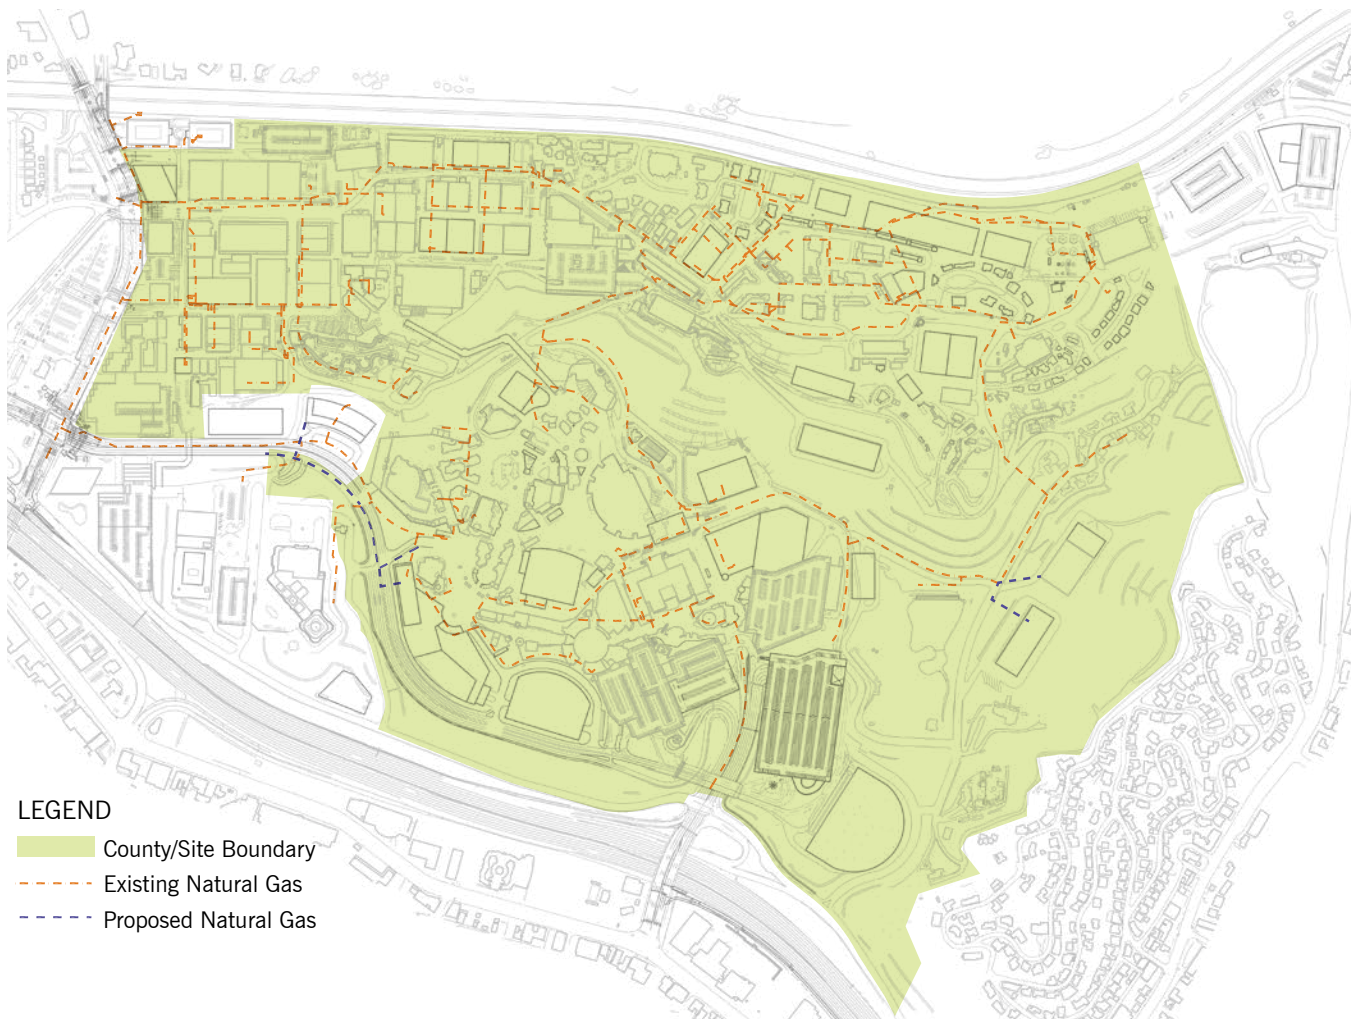 LEGEND
County/Site Boundary
Existing Natural Gas
Proposed Natural Gas